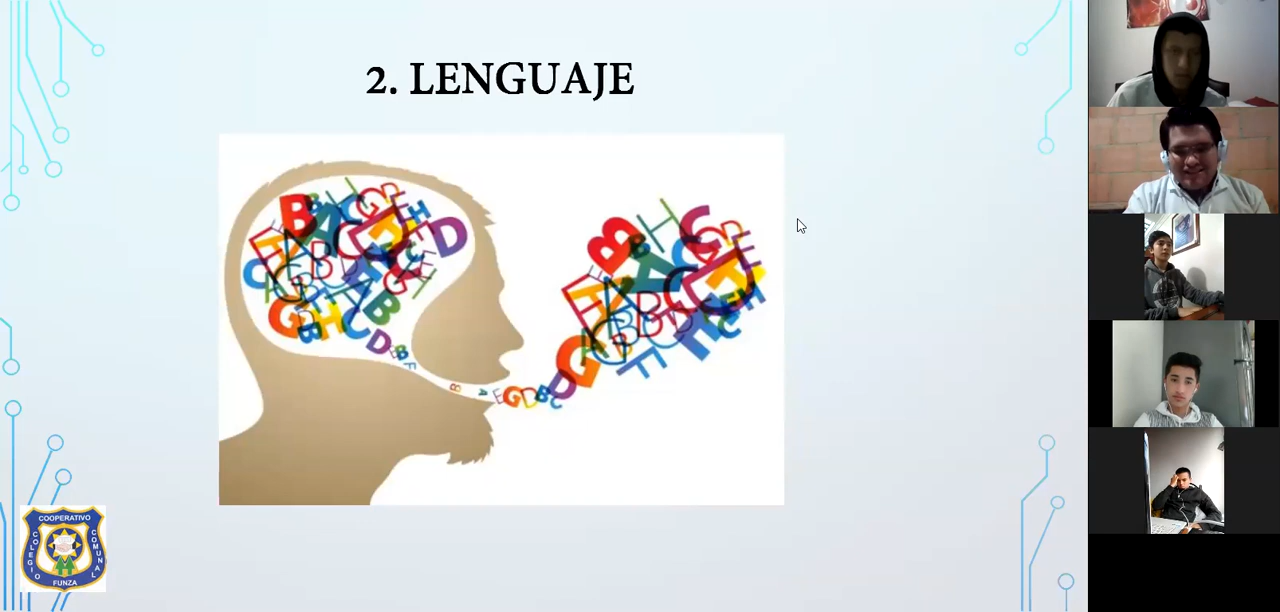 2. LENGUAJE
COOPERATIVO
COLEGIO
COMUNAL
FUNZA